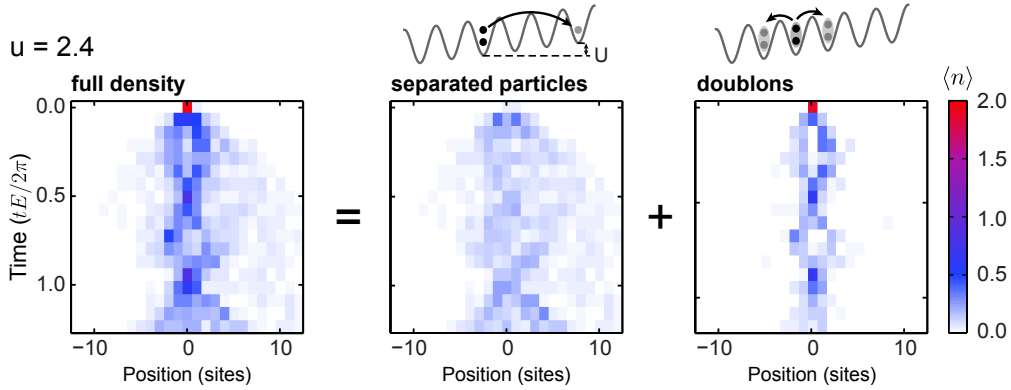 u = 2.4
U
full density
separated particles
doublons
⟨n⟩
=
+
Time (tE/2π)
0.0
0.5
1.0
−10
0
10
Position (sites)
−10
0
10
Position (sites)
−10
0
10
Position (sites)
2.0
1.5
1.0
0.5
0.0